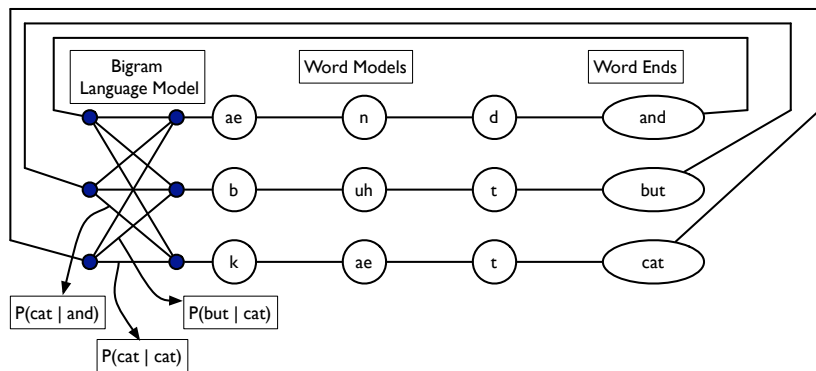 Bigram
Language Model
Word Models
Word Ends
ae
n
d
and
b
uh
t
but
k
ae
t
cat
P(cat | and)
P(but | cat)
P(cat | cat)